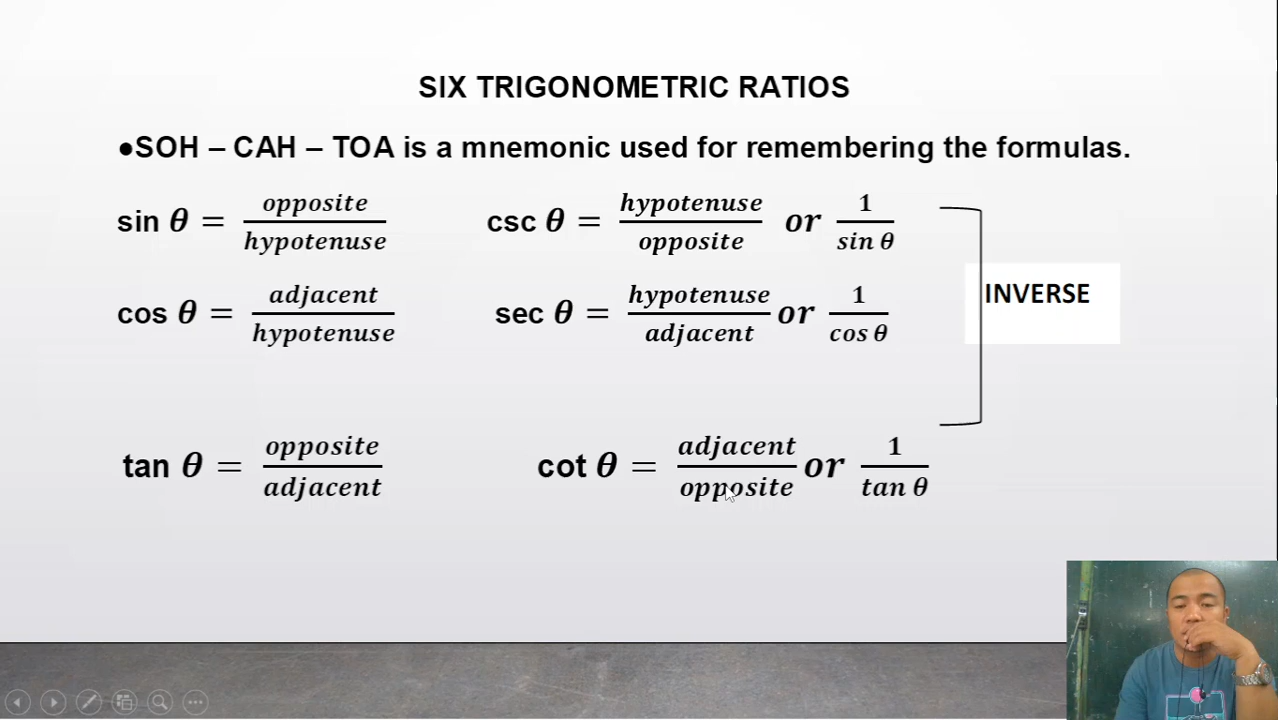 SIX TRIGONOMETRIC RATIOS
●SOH – CAH – TOA is a mnemonic used for remembering the formulas.
sin θ = opposite/hypotenuse csc θ = hypotenuse/opposite or 1/sin θ
INVERSE
cos θ = adjacent/hypotenuse sec θ = hypotenuse/adjacent or 1/cos θ
tan θ = opposite/adjacent cot θ = adjacent/opposite or 1/tan θ